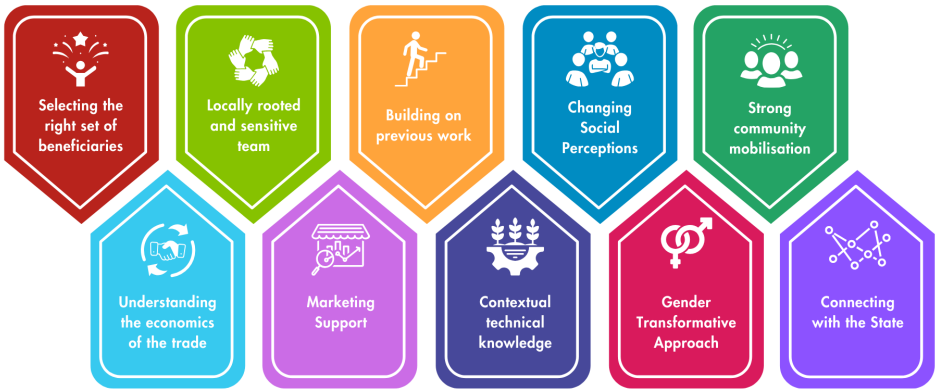 Selecting the
right set of
beneficiaries
Locally rooted
and sensitive
team
Building on
previous work
Changing
Social
Perceptions
Strong
community
mobilisation
Understanding
the economics
of the trade
Marketing
Support
Contextual
technical
knowledge
Gender
Transformative
Approach
Connecting
with the State